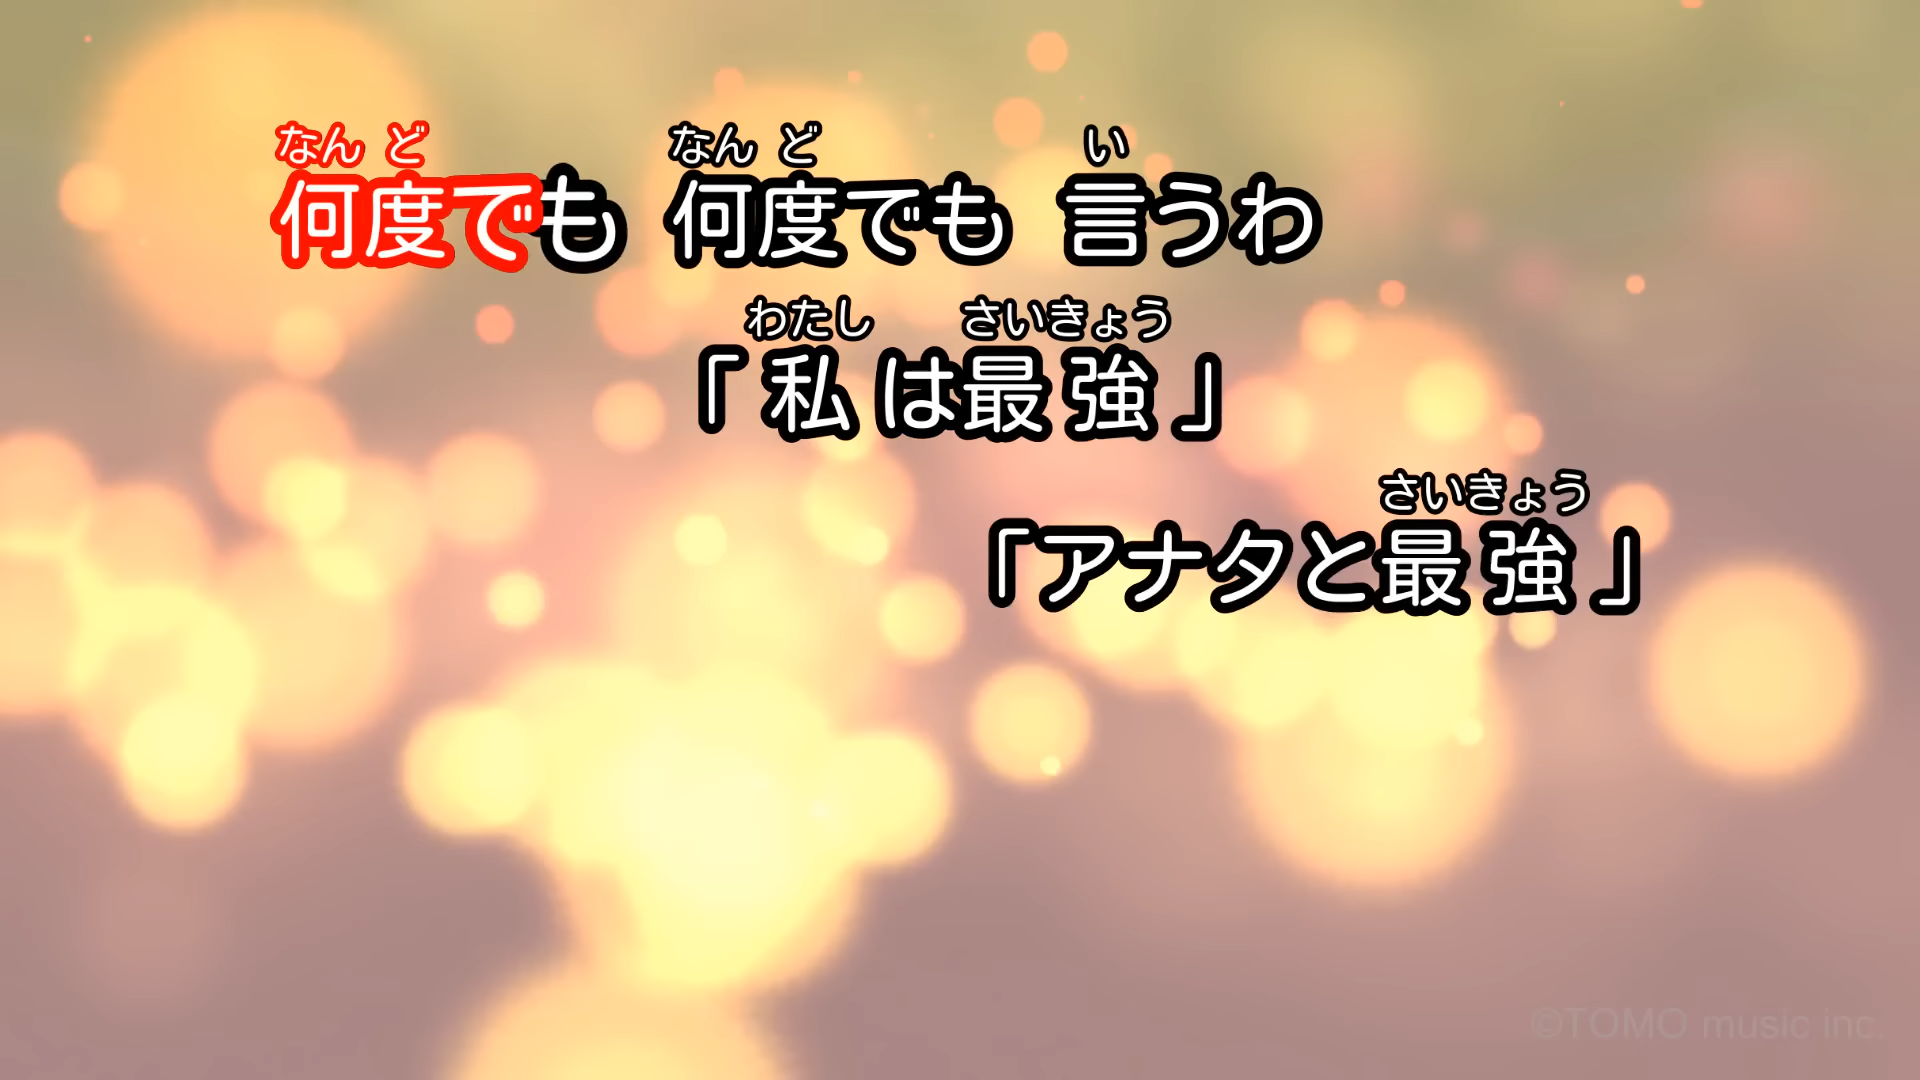 なん ど なん ど い
何度でも 何度でも 言うわ
わたし さいきょう
「私は最強」
さいきょう
「アナタと最強」
©TOMO music inc.